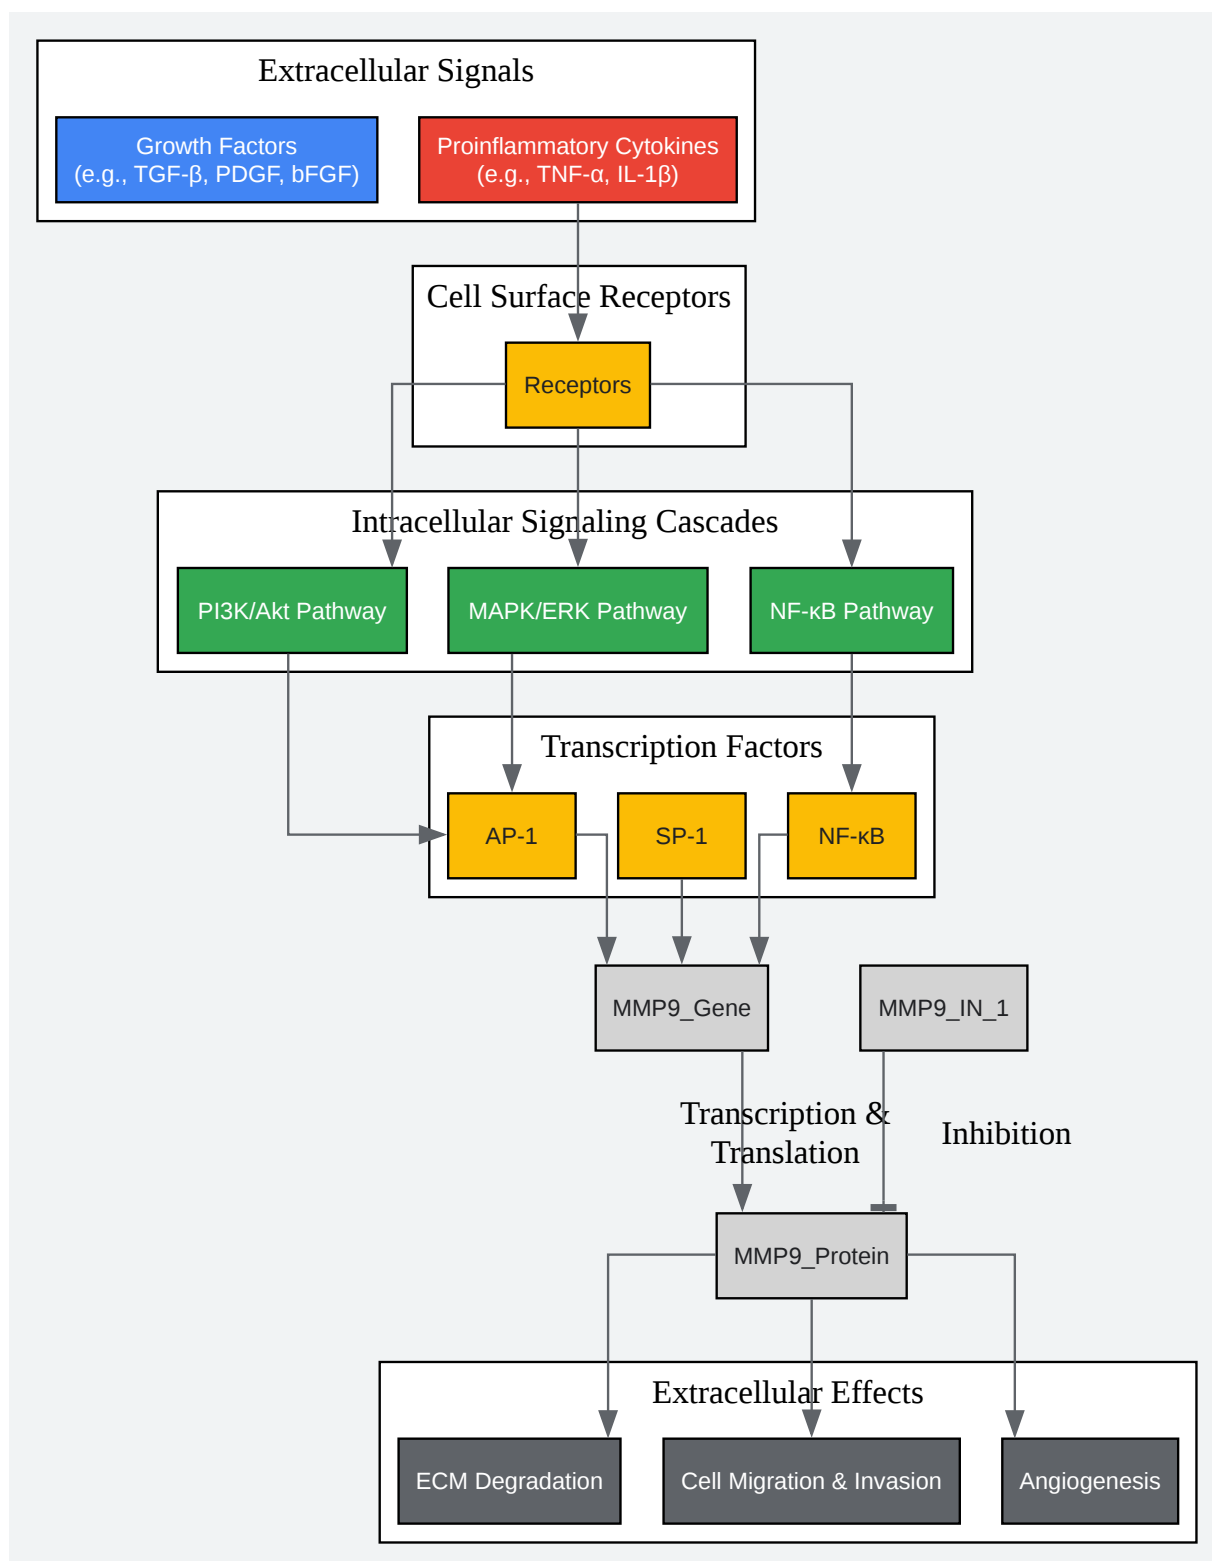 Extracellular Signals
Growth Factors
(e.g., TGF-β, PDGF, bFGF)
Proinflammatory Cytokines
(e.g., TNF-α, IL-1β)
Cell Surface Receptors
Receptors
Intracellular Signaling Cascades
PI3K/Akt Pathway
MAPK/ERK Pathway
NF-κB Pathway
Transcription Factors
AP-1
SP-1
NF-κB
MMP9_Gene
MMP9_IN_1
Transcription &
Translation
Inhibition
MMP9_Protein
Extracellular Effects
ECM Degradation
Cell Migration & Invasion
Angiogenesis